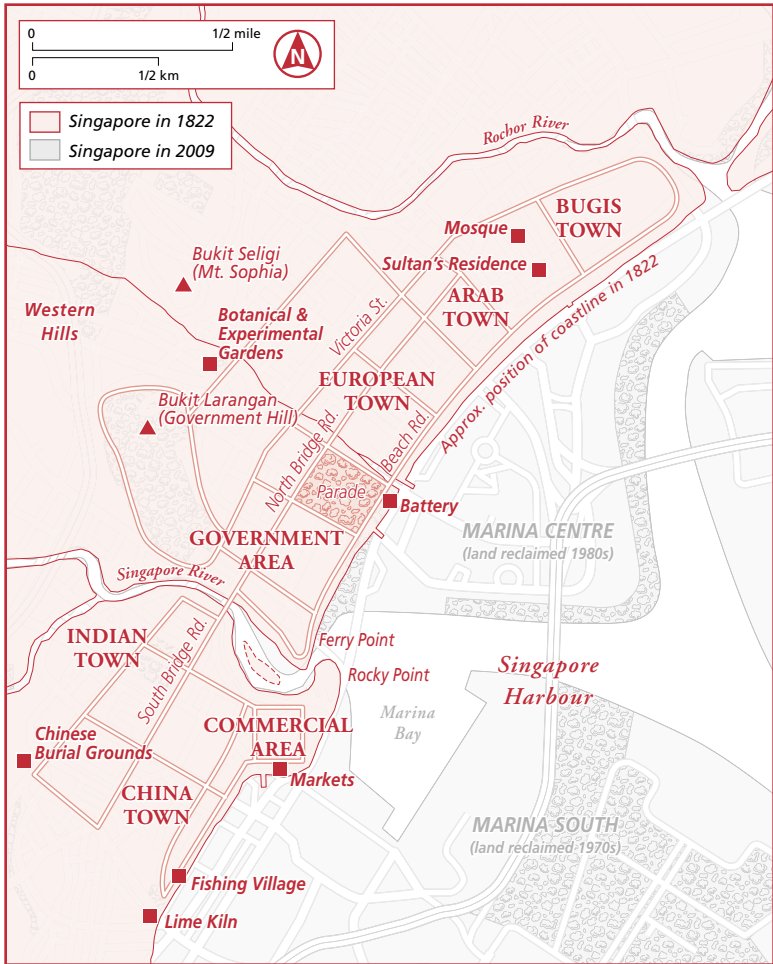 0 1/2 mile
0 1/2 km
N
Singapore in 1822
Singapore in 2009
Rochor River
BUGIS
TOWN
Mosque
Sultan's Residence
Bukit Seligi
(Mt. Sophia)
ARAB
TOWN
Western
Hills
Botanical &
Experimental
Gardens
Victoria St.
Approx. position of coastline in 1822
EUROPEAN
TOWN
Bukit Larangan
(Government Hill)
North Bridge Rd.
Beach Rd.
Parade
Battery
MARINA CENTRE
(land reclaimed 1980s)
GOVERNMENT
AREA
Singapore River
INDIAN
TOWN
South Bridge Rd.
Ferry Point
Rocky Point
Singapore
Harbour
Marina
Bay
COMMERCIAL
AREA
Chinese
Burial Grounds
Markets
CHINA
TOWN
MARINA SOUTH
(land reclaimed 1970s)
Fishing Village
Lime Kiln